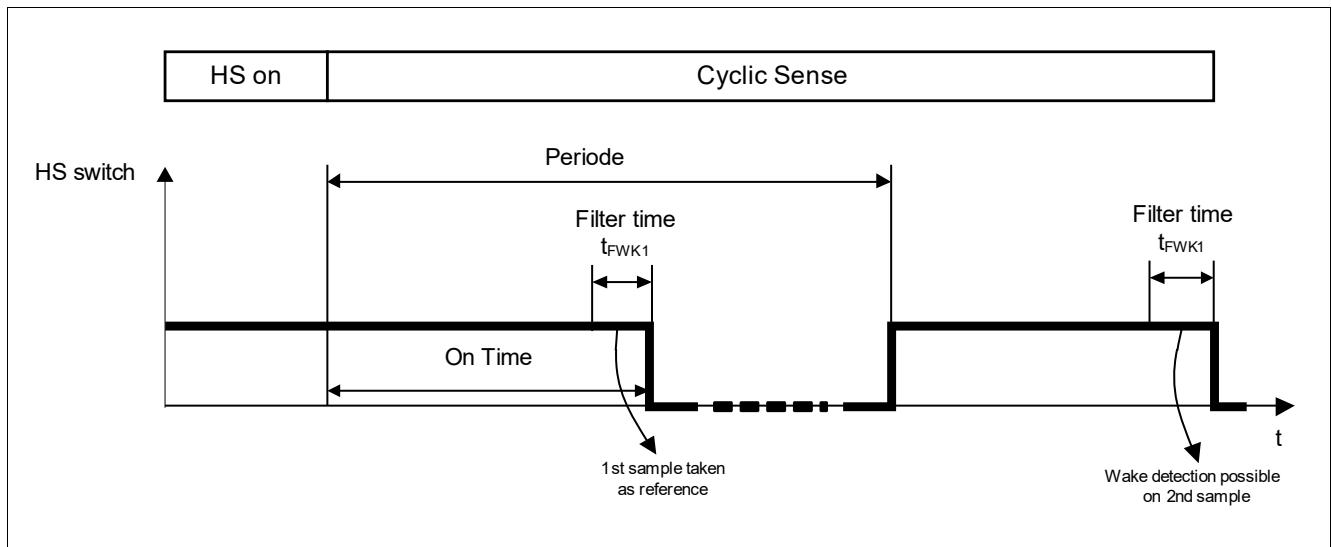 HS on
Cyclic Sense
HS switch
Periode
Filter time
tFWK1
Filter time
tFWK1
On Time
t
1st sample taken
as reference
Wake detection possible
on 2nd sample